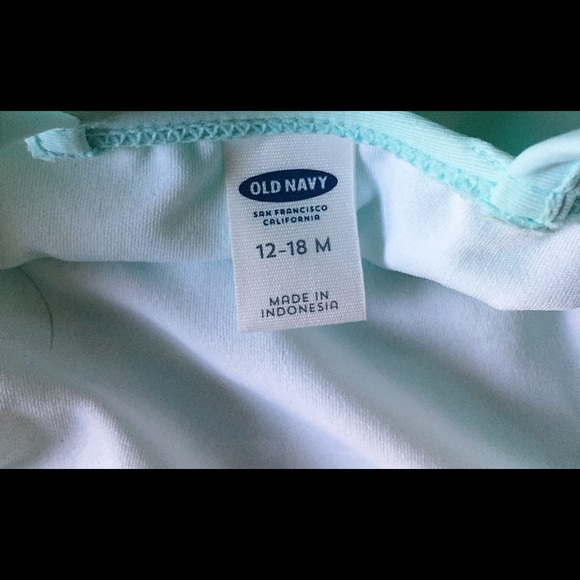 OLD NAVY
SAN FRANCISCO
CALIFORNIA
12-18 M
MADE IN
INDONESIA